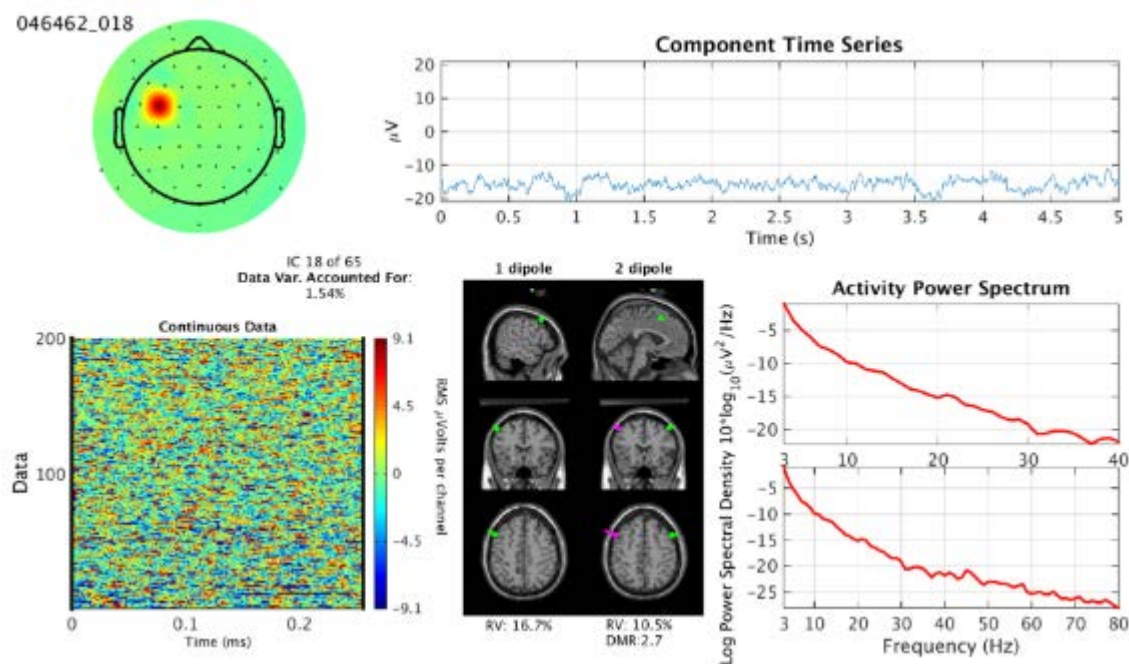 046462_018
Component Time Series
20
10
0
-10
-20
μV
0 0.5 1 1.5 2 2.5 3 3.5 4 4.5 5
Time (s)
IC 18 of 65
Data Var. Accounted For:
1.54%
Continuous Data
200
100
Data
0 0.1 0.2
Time (ms)
9.1
4.5
0
-4.5
-9.1
RMS μVolts per channel
1 dipole 2 dipole
RV: 16.7% RV: 10.5%
DMR:2.7
Activity Power Spectrum
-5
-10
-15
-20
3 10 20 30 40
-5
-10
-15
-20
-25
3 10 20 30 40 50 60 70 80
Frequency (Hz)
Log Power Spectral Density 10*log10(μV2/Hz)